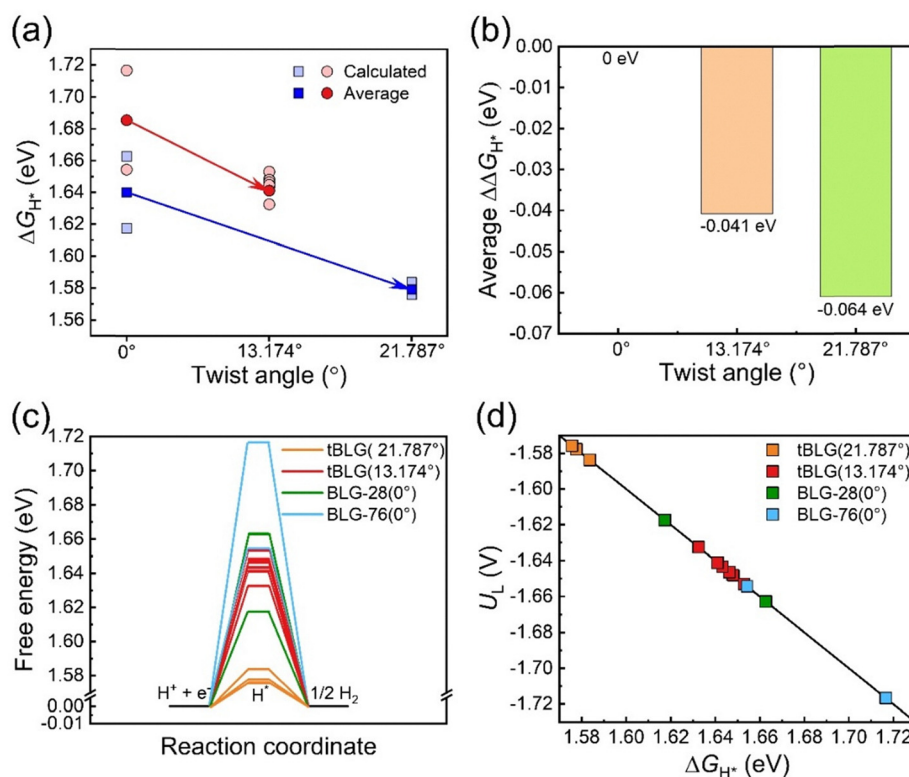 (a)
ΔG_H* (eV)
1.72
1.70
1.68
1.66
1.64
1.62
1.60
1.58
1.56
Calculated
Average
0°
13.174°
21.787°
Twist angle (°)
(b)
Average ΔΔG_H* (eV)
0.00
-0.01
-0.02
-0.03
-0.04
-0.05
-0.06
-0.07
0 eV
-0.041 eV
-0.064 eV
0°
13.174°
21.787°
Twist angle (°)
(c)
Free energy (eV)
1.72
1.70
1.68
1.66
1.64
1.62
1.60
1.58
0.00
-0.01
tBLG( 21.787°)
tBLG(13.174°)
BLG-28(0°)
BLG-76(0°)
H⁺ + e⁻
H*
1/2 H₂
Reaction coordinate
(d)
U_L (V)
-1.58
-1.60
-1.62
-1.64
-1.66
-1.68
-1.70
-1.72
tBLG(21.787°)
tBLG(13.174°)
BLG-28(0°)
BLG-76(0°)
1.58
1.60
1.62
1.64
1.66
1.68
1.70
1.72
ΔG_H* (eV)